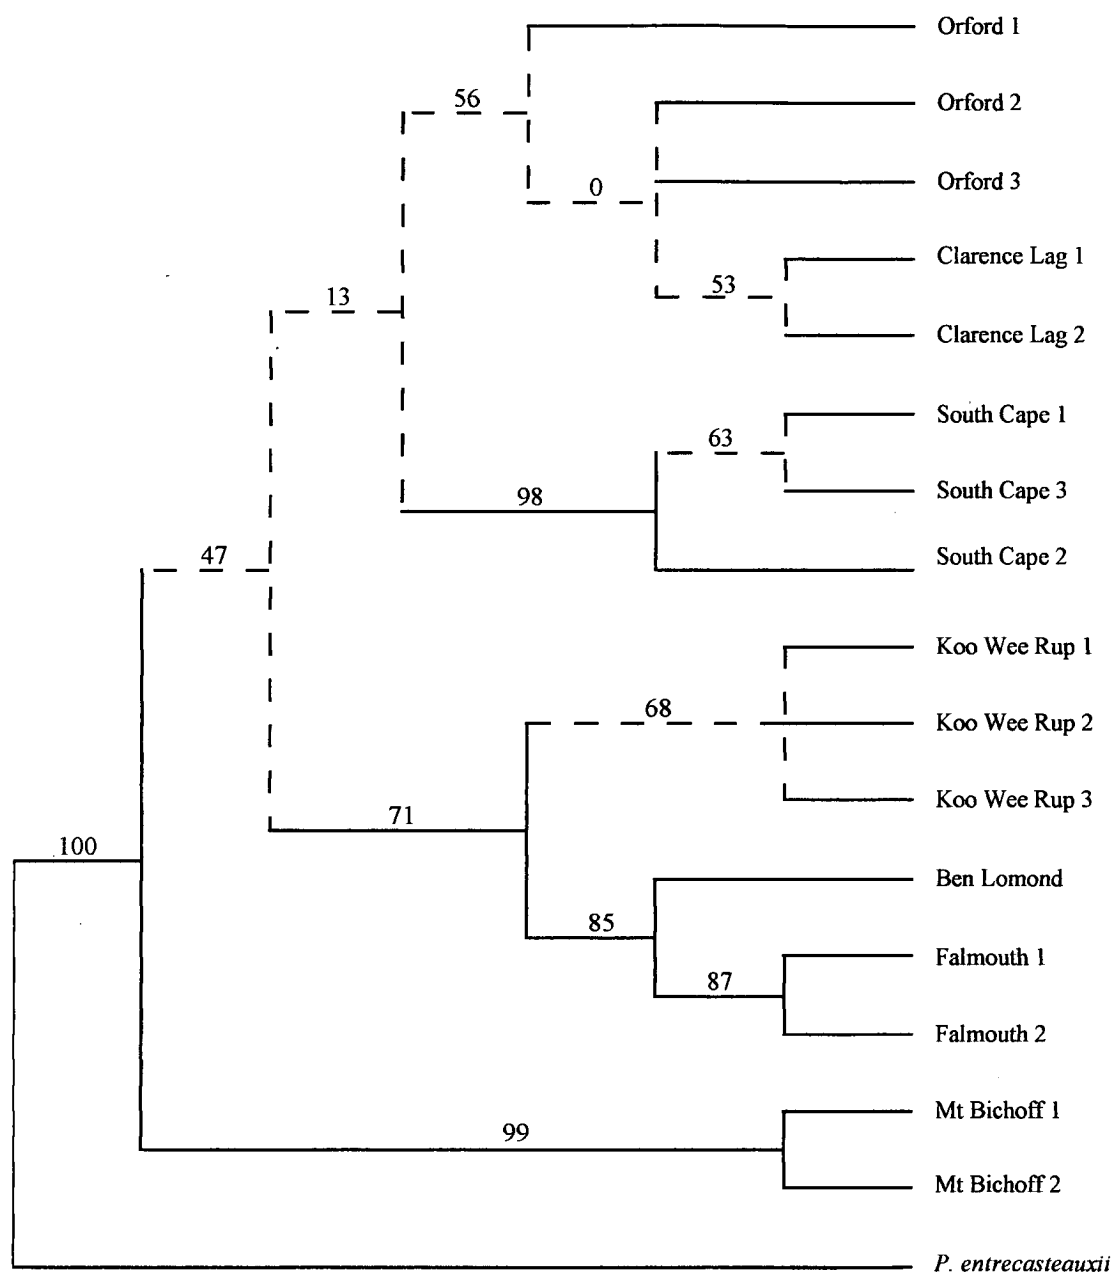 Orford 1
56
Orford 2
Orford 3
0
Clarence Lag 1
53
13
Clarence Lag 2
South Cape 1
63
South Cape 3
98
South Cape 2
47
Koo Wee Rup 1
68
Koo Wee Rup 2
Koo Wee Rup 3
71
100
Ben Lomond
85
Falmouth 1
87
Falmouth 2
Mt Bichoff 1
99
Mt Bichoff 2
P. entrecasteauxii